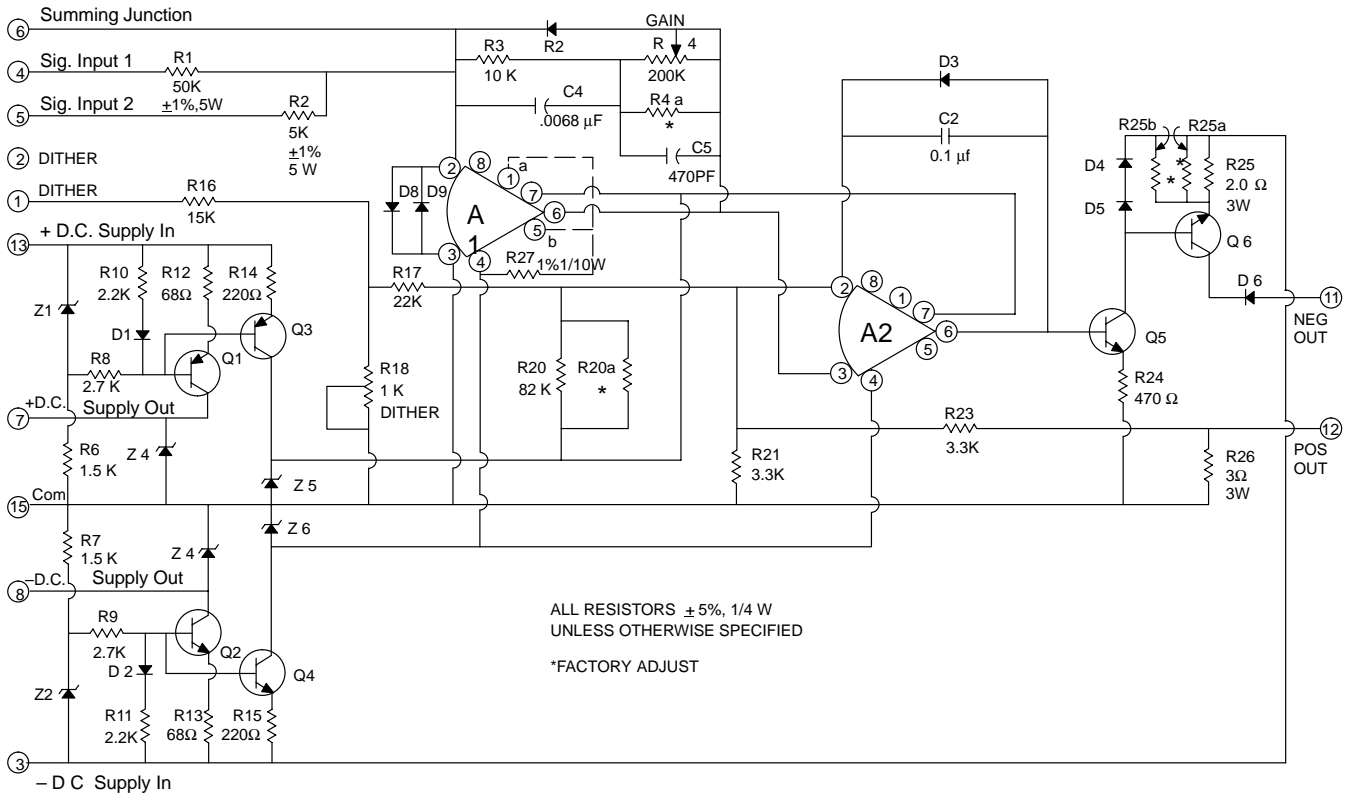 6 Summing Junction
4 Sig. Input 1
R1
50K
±1%,5W
5 Sig. Input 2
R2
5K
±1%
5 W
2 DITHER
1 DITHER
R16
15K
13 + D.C. Supply In
R10
2.2K
R12
68Ω
R14
220Ω
Z1
D1
Q3
Q1
R8
2.7 K
7 +D.C. Supply Out
R6
1.5 K
Z 4
Z 5
15 Com
Z 6
R7
1.5 K
Z 4
8 –D.C. Supply Out
R9
2.7K
Q2
D 2
Q4
Z2
R11
2.2K
R13
68Ω
R15
220Ω
3
– D C Supply In
R3
10 K
R2
GAIN
R 4
200K
C4
.0068 µF
R4 a
*
C5
470PF
D8
D9
A
1
2
8
1
a
7
6
5
b
3
4
R27
1%1/10W
R17
22K
R18
1 K
DITHER
R20
82 K
R20a
*
R21
3.3K
R23
3.3K
D3
C2
0.1 µf
A2
2
8
1
7
6
5
3
4
R25b
R25a
D4
D5
*
*
R25
2.0 Ω
3W
Q 6
D 6
11
NEG
OUT
Q5
R24
470 Ω
12
POS
OUT
R26
3Ω
3W
ALL RESISTORS ± 5%, 1/4 W
UNLESS OTHERWISE SPECIFIED
*FACTORY ADJUST